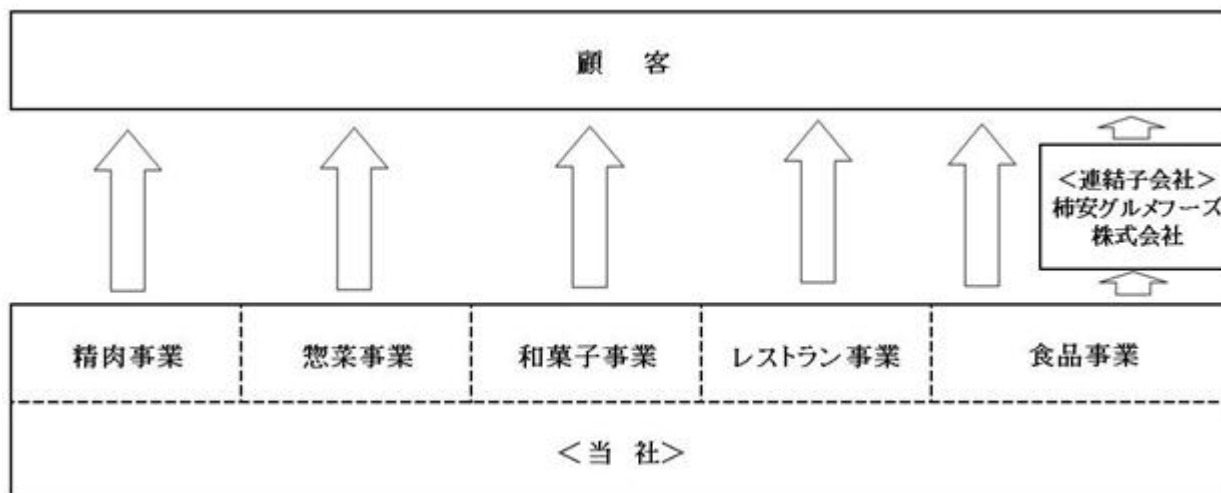 顧 客
＜連結子会社＞
柿安グルメフーズ
株式会社
精肉事業
惣菜事業
和菓子事業
レストラン事業
食品事業
＜当 社＞